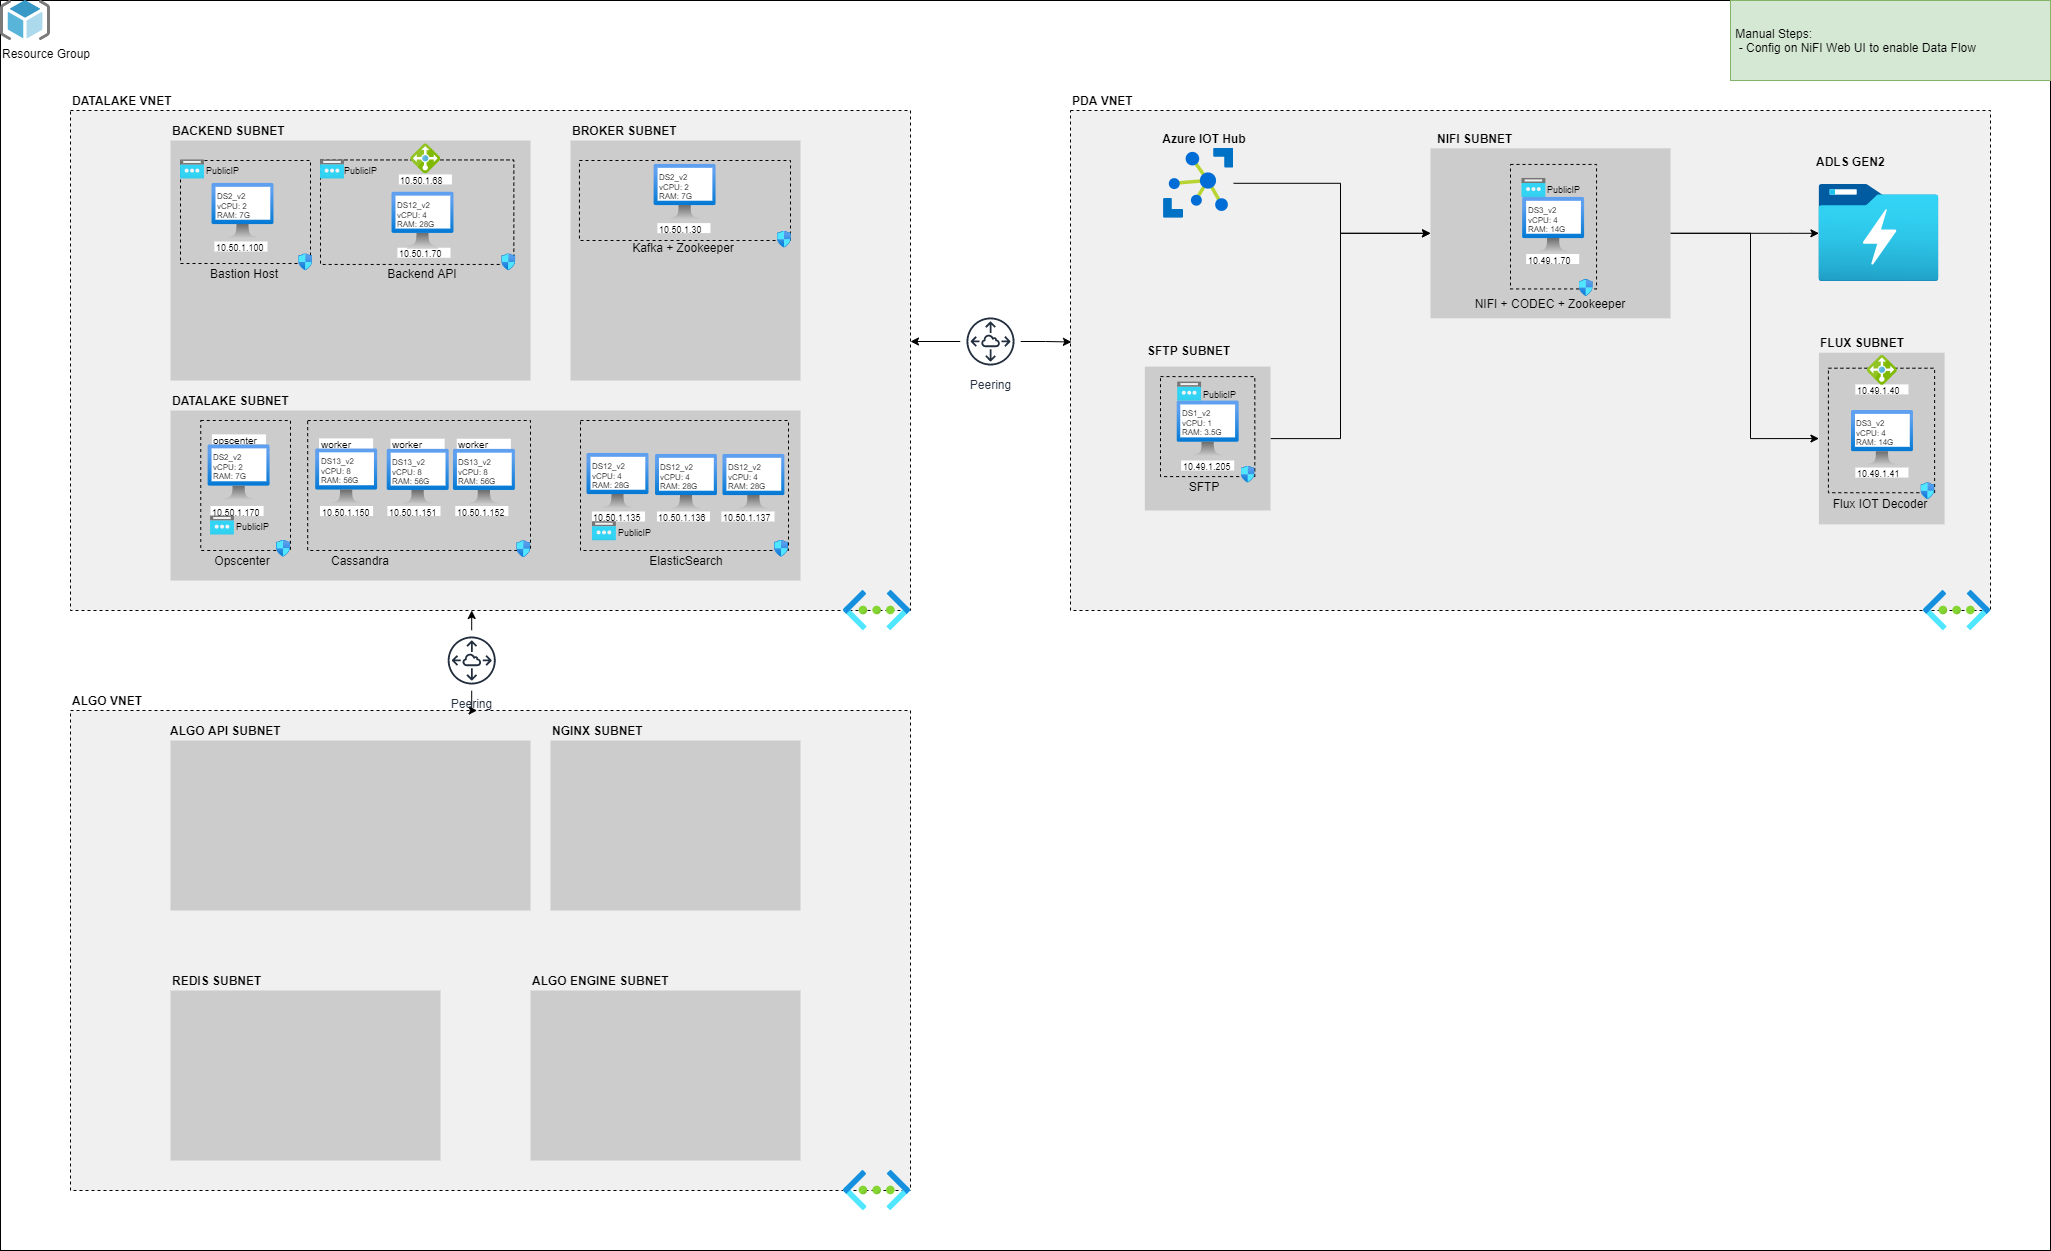 Resource Group
Manual Steps:
- Config on NiFI Web UI to enable Data Flow
DATALAKE VNET
BACKEND SUBNET
PublicIP
DS2_v2
vCPU: 2
RAM: 7G
10.50.1.100
Bastion Host
PublicIP
10.50.1.68
DS12_v2
vCPU: 4
RAM: 28G
10.50.1.70
Backend API
BROKER SUBNET
DS2_v2
vCPU: 2
RAM: 7G
10.50.1.30
Kafka + Zookeeper
DATALAKE SUBNET
opscenter
DS2_v2
vCPU: 2
RAM: 7G
10.50.1.170
PublicIP
Opscenter
worker
DS13_v2
vCPU: 8
RAM: 56G
10.50.1.150
worker
DS13_v2
vCPU: 8
RAM: 56G
10.50.1.151
worker
DS13_v2
vCPU: 8
RAM: 56G
10.50.1.152
Cassandra
DS12_v2
vCPU: 4
RAM: 28G
10.50.1.135
PublicIP
DS12_v2
vCPU: 4
RAM: 28G
10.50.1.136
DS12_v2
vCPU: 4
RAM: 28G
10.50.1.137
ElasticSearch
Peering
PDA VNET
Azure IOT Hub
NIFI SUBNET
PublicIP
DS3_v2
vCPU: 4
RAM: 14G
10.49.1.70
NIFI + CODEC + Zookeeper
ADLS GEN2
SFTP SUBNET
PublicIP
DS1_v2
vCPU: 1
RAM: 3.5G
10.49.1.205
SFTP
FLUX SUBNET
10.49.1.40
DS3_v2
vCPU: 4
RAM: 14G
10.49.1.41
Flux IOT Decoder
Peering
ALGO VNET
ALGO API SUBNET
NGINX SUBNET
REDIS SUBNET
ALGO ENGINE SUBNET